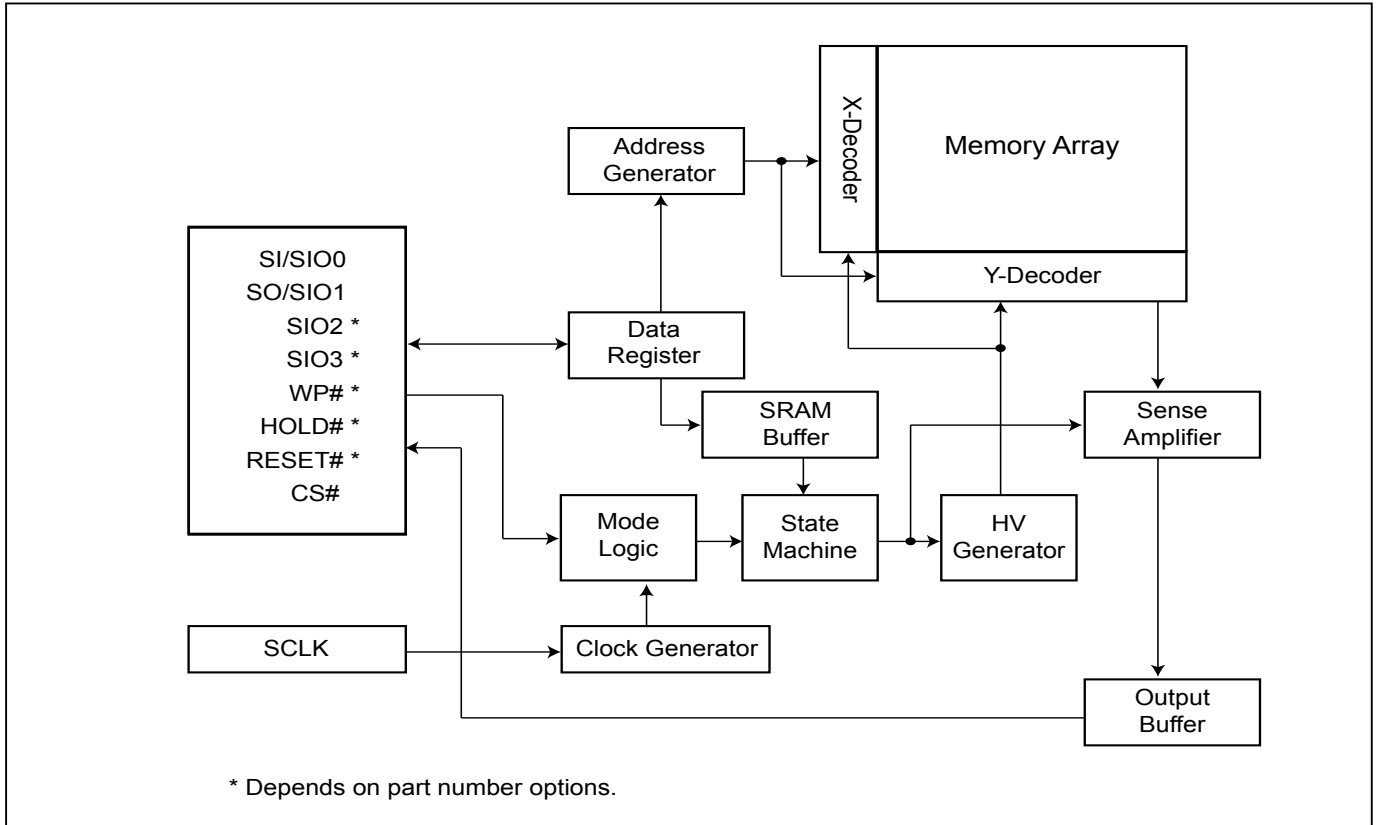 X-Decoder
Memory Array
Address
Generator
Y-Decoder
SI/SIO0
SO/SIO1
SIO2 *
SIO3 *
WP# *
HOLD# *
RESET# *
CS#
Data
Register
SRAM
Buffer
Sense
Amplifier
Mode
Logic
State
Machine
HV
Generator
SCLK
Clock Generator
Output
Buffer
* Depends on part number options.